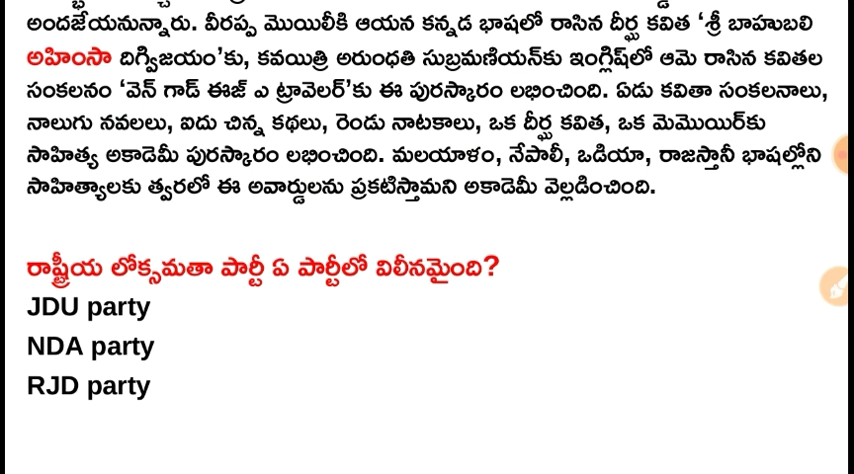 అందజేయనున్నారు. వీరప్ప మొయిలీకి ఆయన కన్నడ భాషలో రాసిన దీర్ఘ కవిత ‘శ్రీ బాహుబలి
అహింసా దిగ్విజయం’కు, కవయిత్రి అరుంధతి సుబ్రమణియన్‌కు ఇంగ్లిష్‌లో ఆమె రాసిన కవితల
సంకలనం ‘వెన్ గాడ్ ఈజ్ ఎ ట్రావెలర్’కు ఈ పురస్కారం లభించింది. ఏడు కవితా సంకలనాలు,
నాలుగు నవలలు, ఐదు చిన్న కథలు, రెండు నాటకాలు, ఒక దీర్ఘ కవిత, ఒక మెమొయిర్‌కు
సాహిత్య అకాడెమీ పురస్కారం లభించింది. మలయాళం, నేపాలీ, ఒడియా, రాజస్తానీ భాషల్లోని
సాహిత్యాలకు త్వరలో ఈ అవార్డులను ప్రకటిస్తామని అకాడెమీ వెల్లడించింది.
రాష్ట్రీయ లోక్సమతా పార్టీ ఏ పార్టీలో విలీనమైంది?
JDU party
NDA party
RJD party